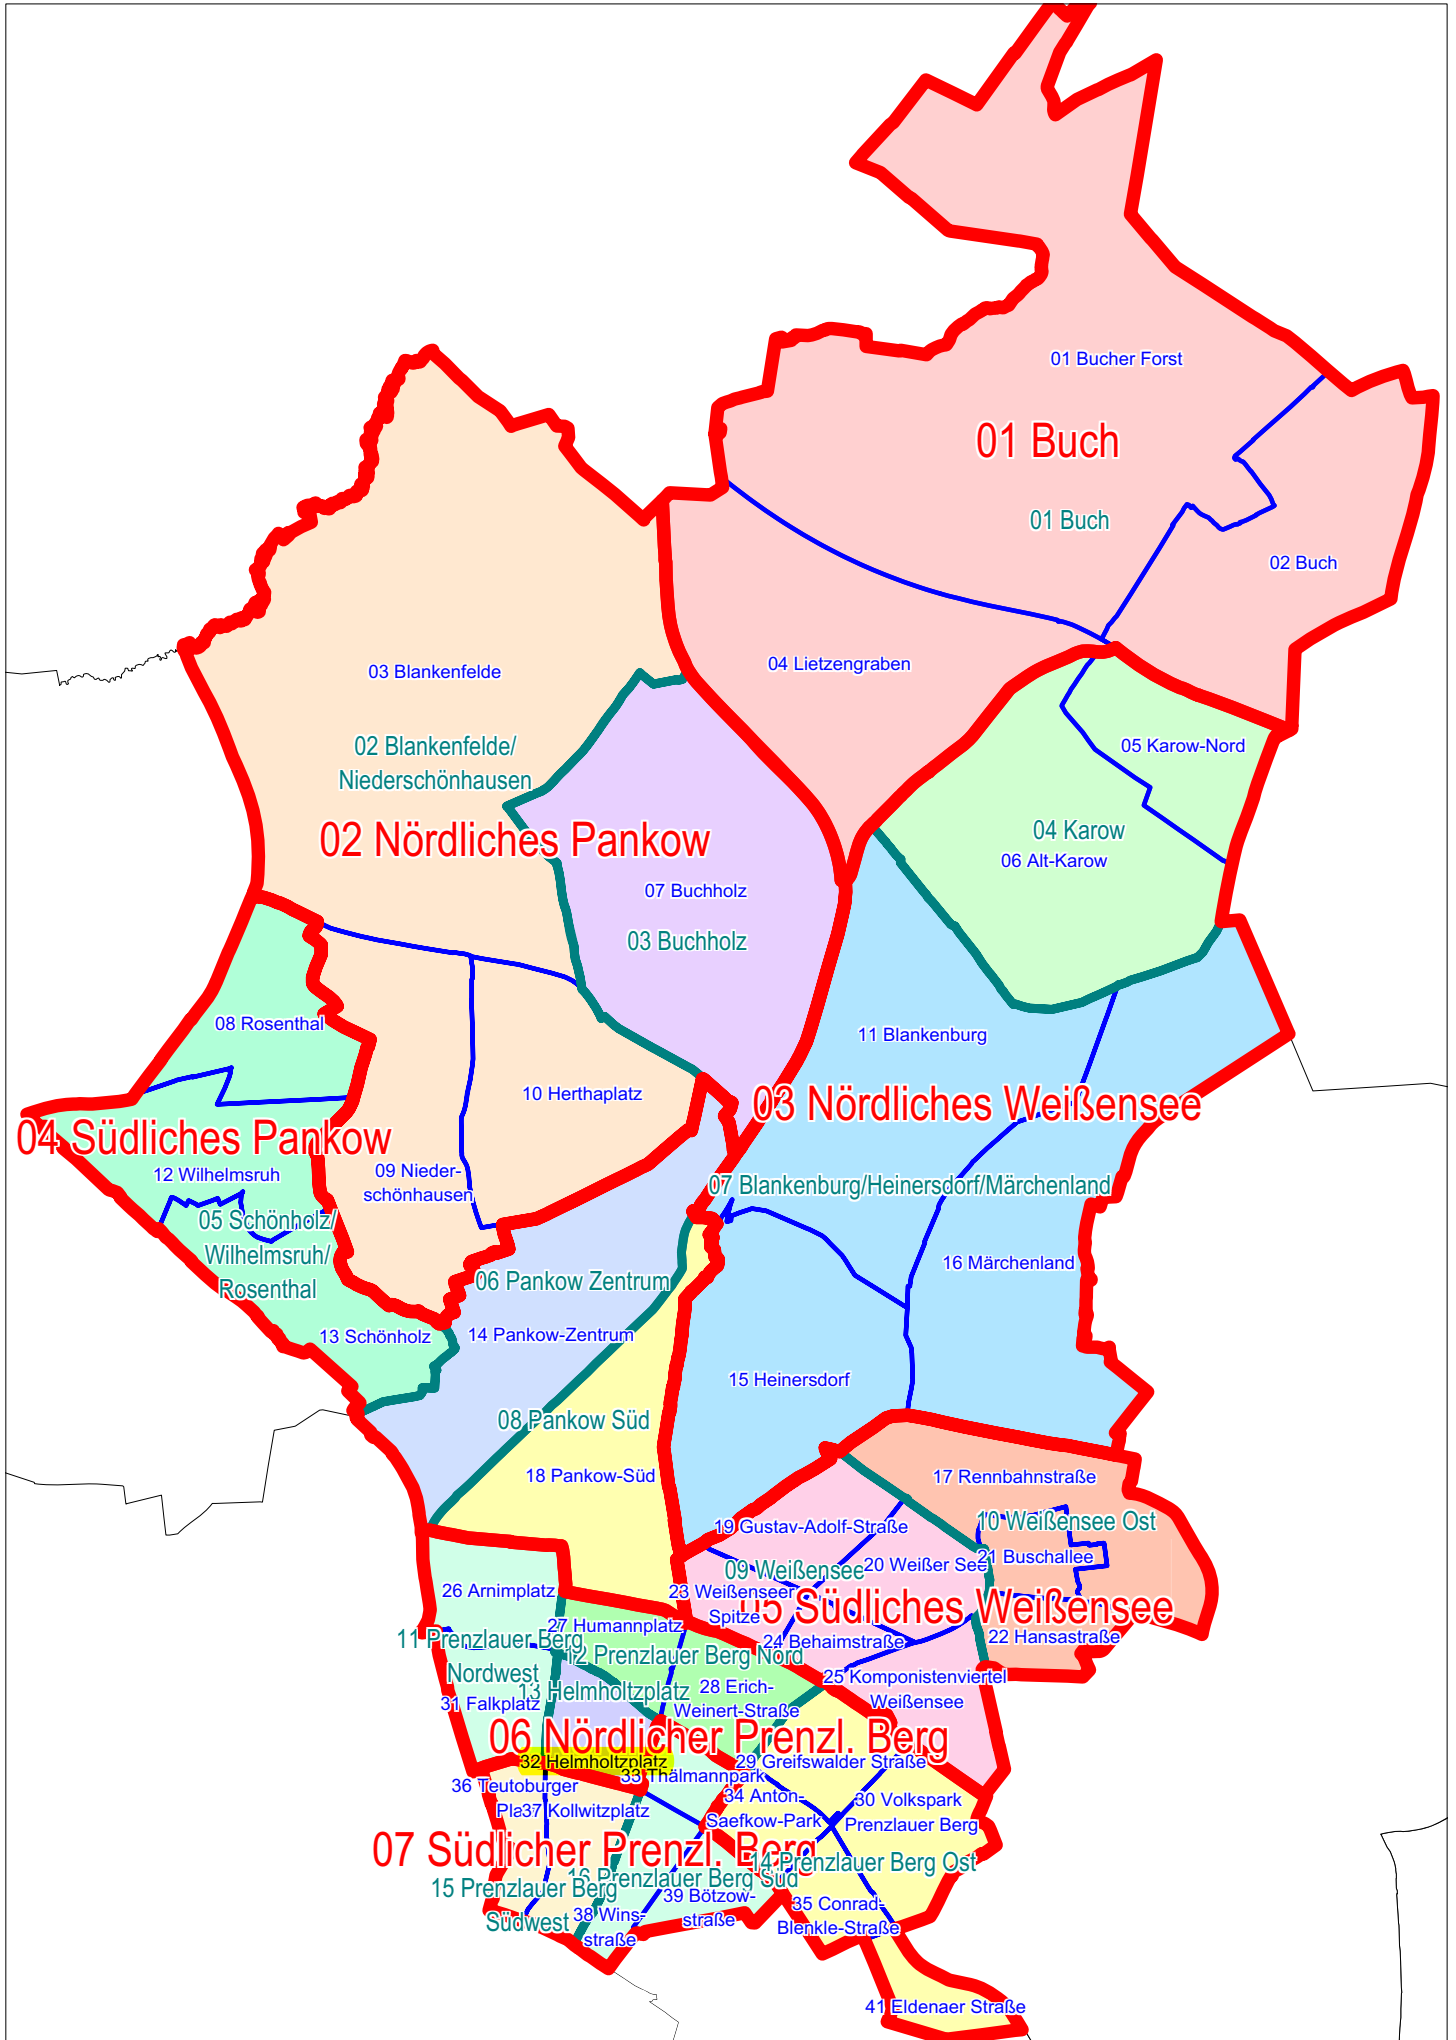 01 Bucher Forst
01 Buch
01 Buch
02 Buch
04 Lietzengraben
03 Blankenfelde
02 Blankenfelde/
Niederschönhausen
02 Nördliches Pankow
05 Karow-Nord
04 Karow
06 Alt-Karow
07 Buchholz
03 Buchholz
08 Rosenthal
11 Blankenburg
10 Herthaplatz
03 Nördliches Weißensee
04 Südliches Pankow
12 Wilhelmsruh
09 Nieder-
schönhausen
07 Blankenburg/Heinersdorf/Märchenland
05 Schönholz/
Wilhelmsruh/
Rosenthal
16 Märchenland
06 Pankow Zentrum
13 Schönholz
14 Pankow-Zentrum
15 Heinersdorf
08 Pankow Süd
18 Pankow-Süd
17 Rennbahnstraße
10 Weißensee Ost
19 Gustav-Adolf-Straße
20 Weißer See
21 Buschallee
09 Weißensee
26 Arnimplatz
23 Weißenseer
Spitze
05 Südliches Weißensee
27 Humannplatz
24 Behaimstraße
22 Hansastraße
11 Prenzlauer Berg
Nordwest
12 Prenzlauer Berg Nord
25 Komponistenviertel
Weißensee
13 Helmholtzplatz
28 Erich-
Weinert-Straße
31 Falkplatz
06 Nördlicher Prenzl. Berg
32 Helmholtzplatz
29 Greifswalder Straße
33 Thälmannpark
36 Teutoburger
Pla
37 Kollwitzplatz
34 Anton-
Saefkow-Park
30 Volkspark
Prenzlauer Berg
07 Südlicher Prenzl. Berg
14 Prenzlauer Berg Ost
16 Prenzlauer Berg Süd
15 Prenzlauer Berg
Südwest
39 Bötzow-
straße
38 Wins-
straße
35 Conrad-
Blenkle-Straße
41 Eldenaer Straße